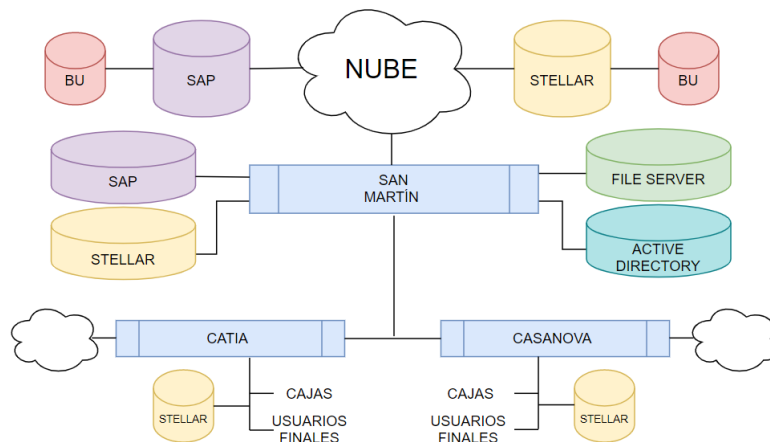 NUBE
BU
SAP
STELLAR
BU
SAP
SAN
MARTÍN
FILE SERVER
STELLAR
ACTIVE
DIRECTORY
CATIA
CASANOVA
STELLAR
CAJAS
USUARIOS
FINALES
CAJAS
USUARIOS
FINALES
STELLAR